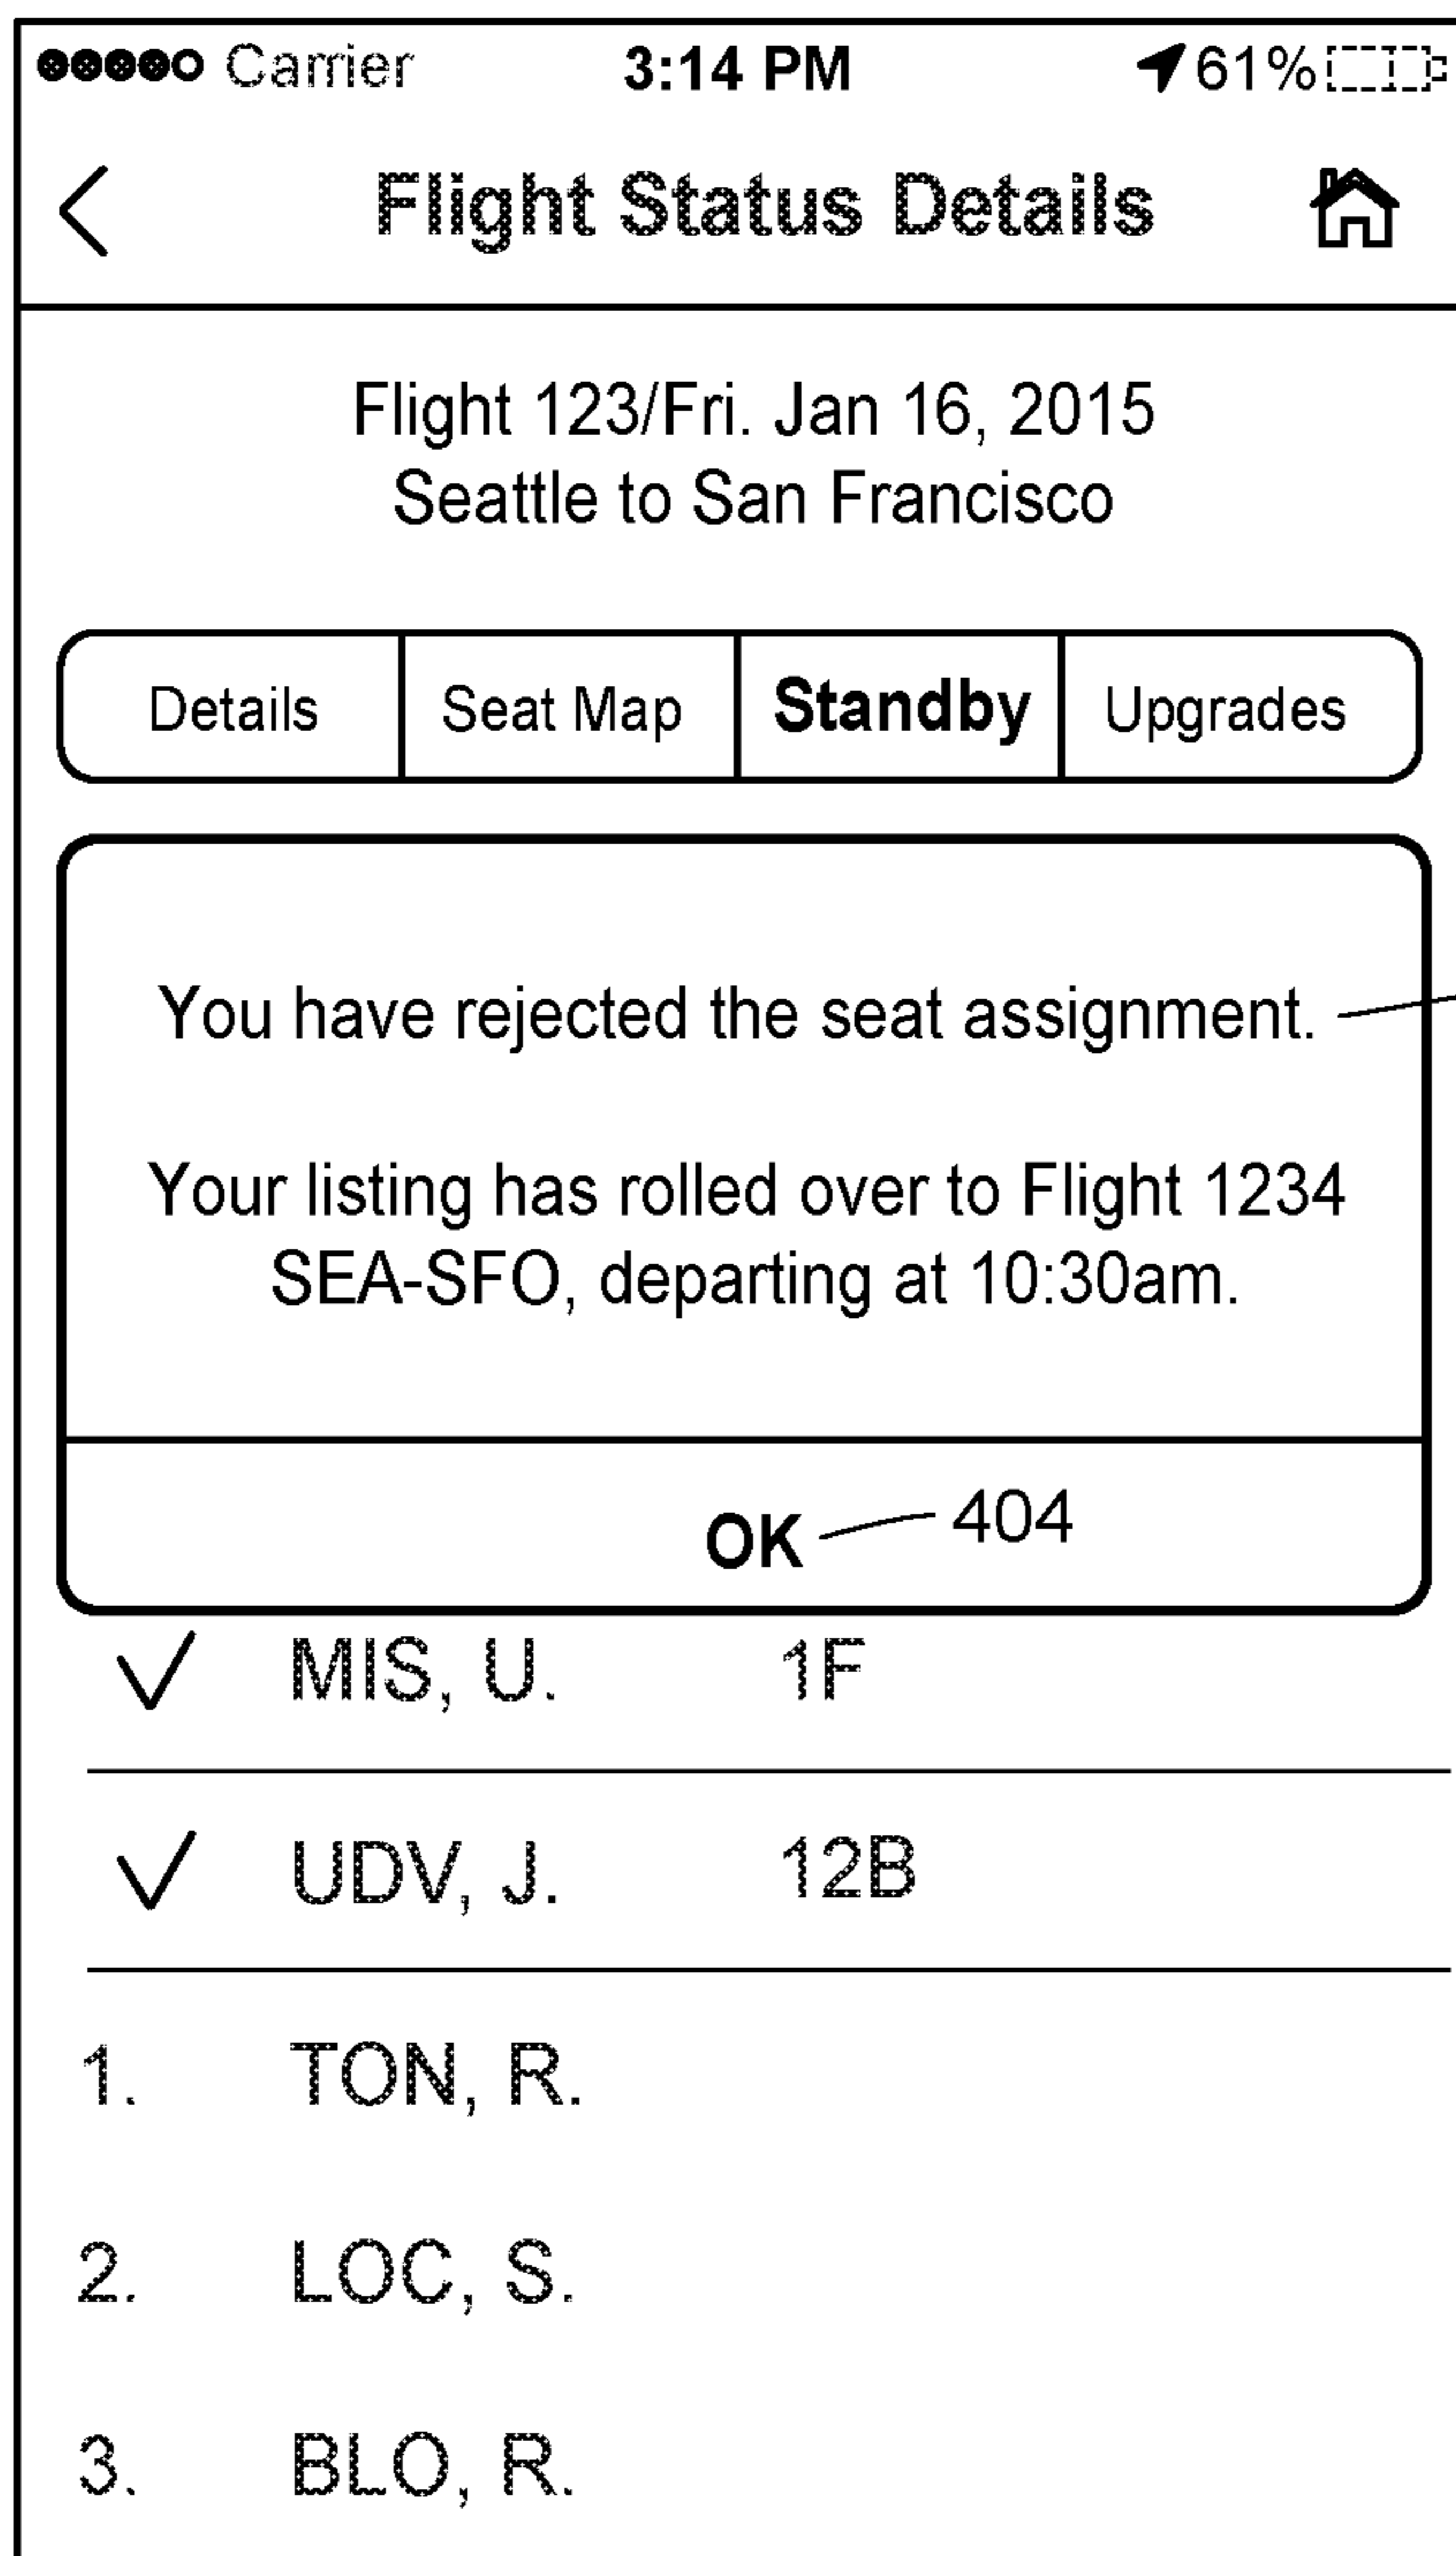 Carrier 3:14 PM 61%
Flight Status Details
Flight 123/Fri. Jan 16, 2015
Seattle to San Francisco
Details Seat Map Standby Upgrades
You have rejected the seat assignment.
Your listing has rolled over to Flight 1234
SEA-SFO, departing at 10:30am.
OK 404
MIS, U. 1F
UDV, J. 12B
1. TON, R.
2. LOC, S.
3. BLO, R.